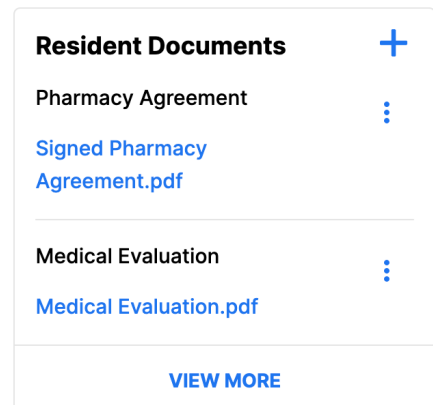 Resident Documents
Pharmacy Agreement
Signed Pharmacy
Agreement.pdf
Medical Evaluation
Medical Evaluation.pdf
VIEW MORE